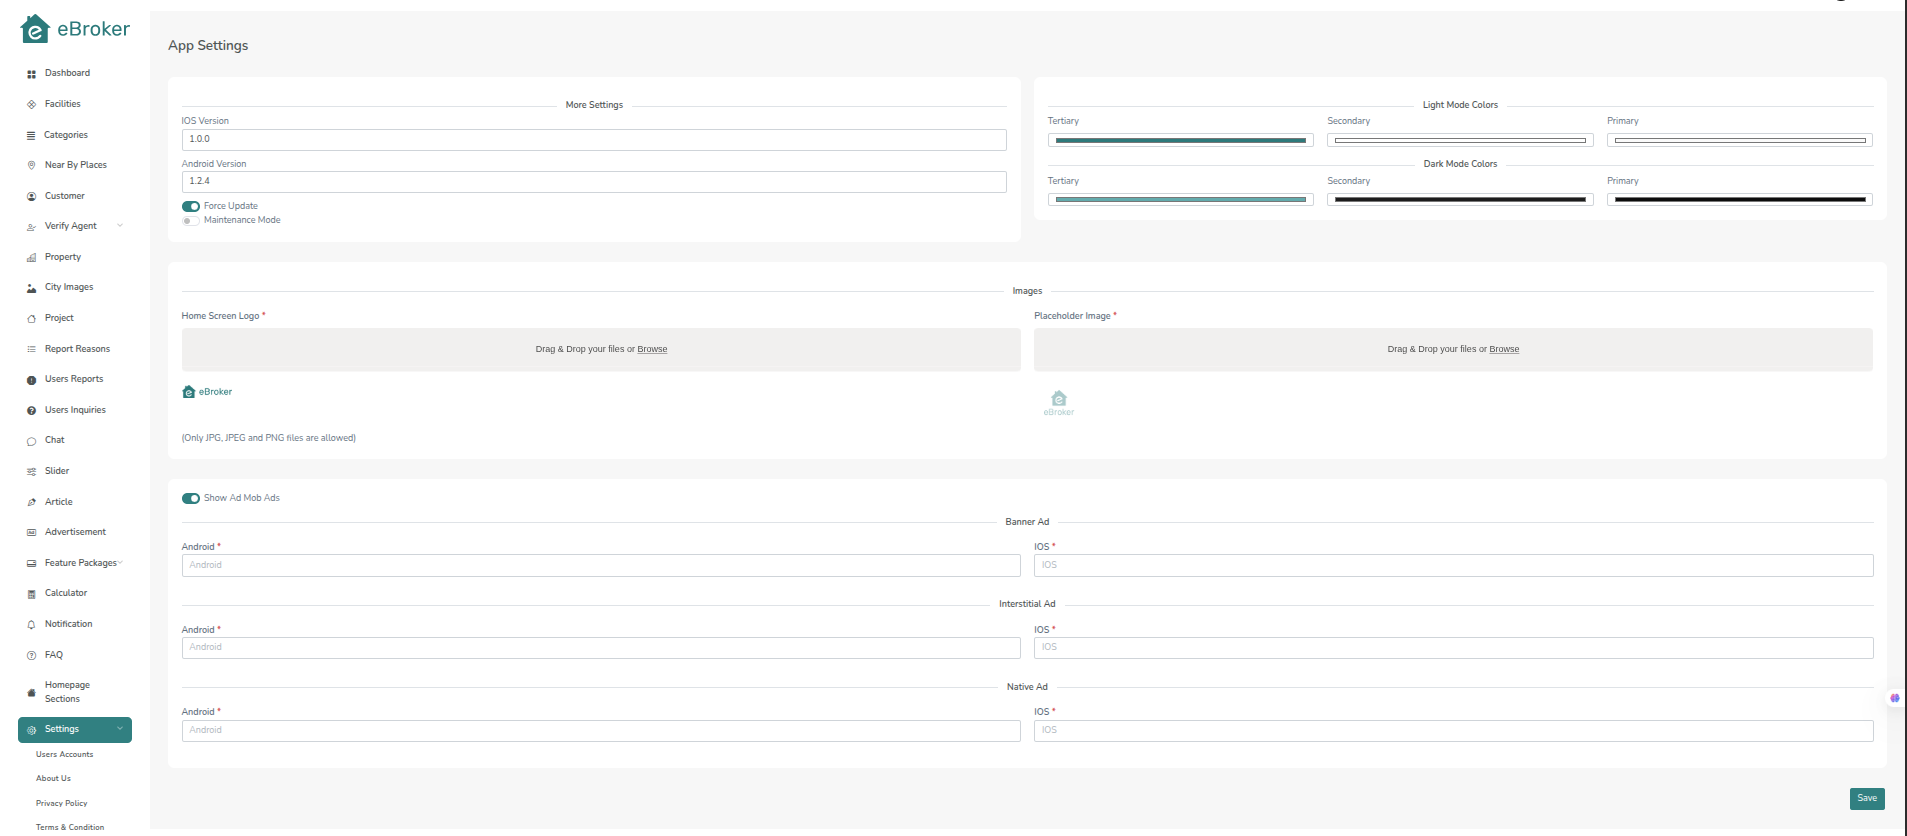 eBroker
Dashboard
Facilities
Categories
Near By Places
Customer
Verify Agent
Property
City Images
Project
Report Reasons
Users Reports
Users Inquiries
Chat
Slider
Article
Advertisement
Feature Packages
Calculator
Notification
FAQ
Homepage
Sections
Settings
Users Accounts
About Us
Privacy Policy
Terms & Condition
App Settings
More Settings
IOS Version
1.0.0
Android Version
1.2.4
Force Update
Maintenance Mode
Light Mode Colors
Tertiary Secondary Primary
Dark Mode Colors
Tertiary Secondary Primary
Images
Home Screen Logo * Placeholder Image *
Drag & Drop your files or Browse Drag & Drop your files or Browse
eBroker
eBroker
(Only JPG, JPEG and PNG files are allowed)
Show Ad Mob Ads
Banner Ad
Android * IOS *
Android IOS
Interstitial Ad
Android * IOS *
Android IOS
Native Ad
Android * IOS *
Android IOS
Save